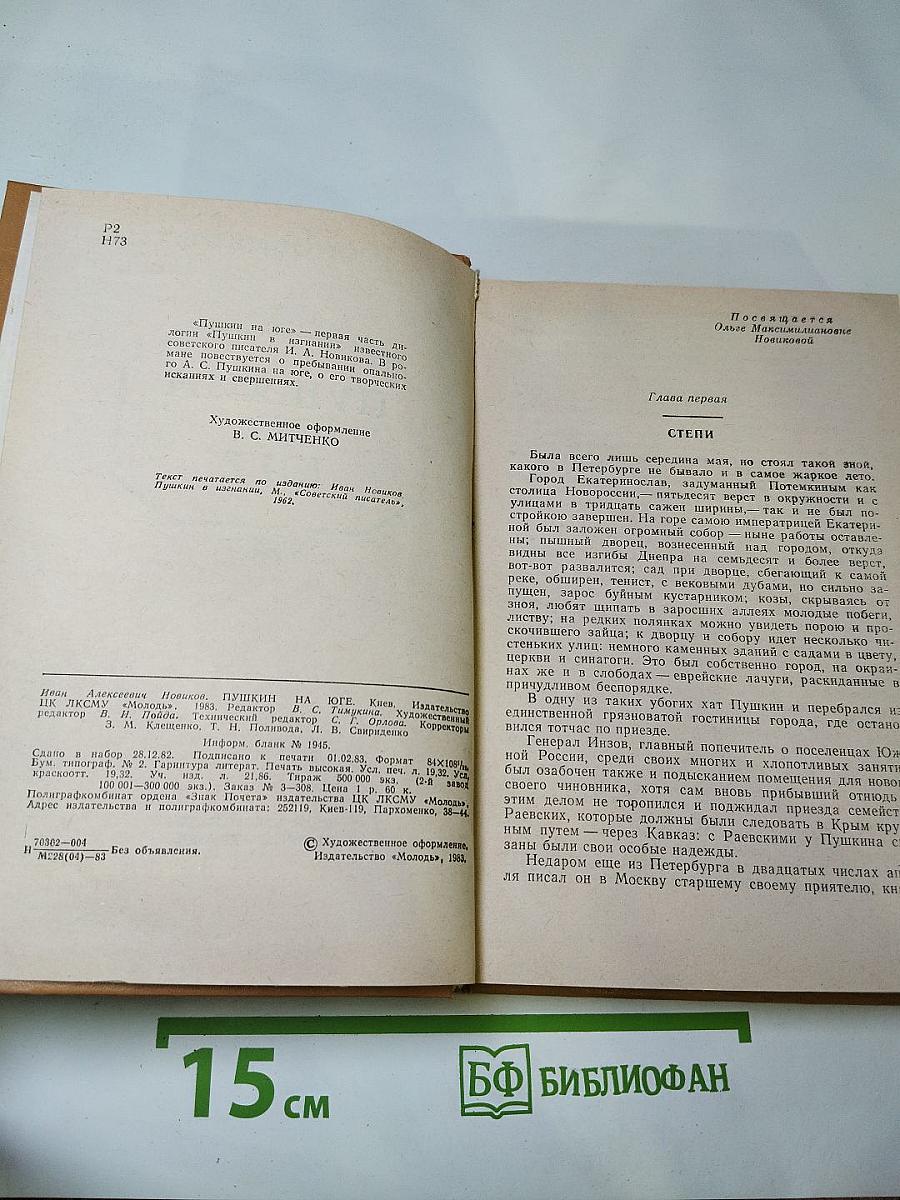 Р2
Н73
«Пушкин на юге» — первая часть ди-
логии «Пушкин в изгнании» известного
советского писателя И. А. Новикова. В ро-
мане повествуется о пребывании опально-
го А. С. Пушкина на юге, о его творческих
исканиях и свершениях.
Художественное оформление
В. С. МИТЧЕНКО
Текст печатается по изданию: Иван Новиков
Пушкин в изгнании, М., «Советский писатель»,
1962.
Иван Алексеевич Новиков. ПУШКИН НА ЮГЕ. Киев, Издательство
ЦК ЛКСМУ «Молодь», 1983. Редактор В. С. Тимукина. Художественный
редактор В. Н. Пойда. Технический редактор С. Г. Орлова. Корректоры
З. М. Клещенко, Т. Н. Поливода, Л. В. Свириденко
Информ. бланк № 1945.
Сдано в набор 28.12.82. Подписано к печати 01.02.83. Формат 84×108¹/₃₂
Бум. типограф. № 2. Гарнитура литерат. Печать высокая. Усл. печ. л. 19,32. Усл.
краскоотт. 19,32. Уч. изд. л. 21,86. Тираж 500 000 экз. (2-й завод
100 001—300 000 экз.). Заказ № 3—308. Цена 1 р. 60 к.
Полиграфкомбинат ордена «Знак Почета» издательства ЦК ЛКСМУ «Молодь».
Адрес издательства и полиграфкомбината: 252119, Киев-119, Пархоменко, 38—44.
Н 70302—004
М228(04)—83 Без объявления.
© Художественное оформление,
Издательство «Молодь», 1983.
Посвящается
Ольге Максимилиановне
Новиковой
Глава первая
СТЕПИ
Была всего лишь середина мая, но стоял такой зной,
какого в Петербурге не бывало и в самое жаркое лето.
Город Екатеринослав, задуманный Потемкиным как
столица Новороссии,— пятьдесят верст в окружности и с
улицами в тридцать сажен ширины,— так и не был по-
стройкою завершен. На горе самою императрицей Екатери-
ной был заложен огромный собор — ныне работы оставле-
ны; пышный дворец, вознесенный над городом, откуда
видны все изгибы Днепра на семьдесят и более верст,
вот-вот развалится; сад при дворце, сбегающий к самой
реке, обширен, тенист, с вековыми дубами, но сильно за-
пущен, зарос буйным кустарником; козы, скрываясь от
зноя, любят щипать в заросших аллеях молодые побеги,
листву; на редких полянках можно увидеть порою и про-
скочившего зайца; к дворцу и собору идет несколько чи-
стеньких улиц: немного каменных зданий с садами в цвету,
церкви и синагоги. Это был собственно город, на окраи-
нах же и в слободах — еврейские лачуги, раскиданные в
причудливом беспорядке.
В одну из таких убогих хат Пушкин и перебрался из
единственной грязноватой гостиницы города, где остано
вился тотчас по приезде.
Генерал Инзов, главный попечитель о поселенцах Юж
ной России, среди своих многих и хлопотливых заняти
был озабочен также и подысканием помещения для новог
своего чиновника, хотя сам вновь прибывший отнюдь
этим делом не торопился и поджидал приезда семейст
Раевских, которые должны были следовать в Крым кру
ным путем — через Кавказ: с Раевскими у Пушкина с
заны были свои особые надежды.
Недаром еще из Петербурга в двадцатых числах ап
ля писал он в Москву старшему своему приятелю, кн
15 см
БФ БИБЛИОФАН